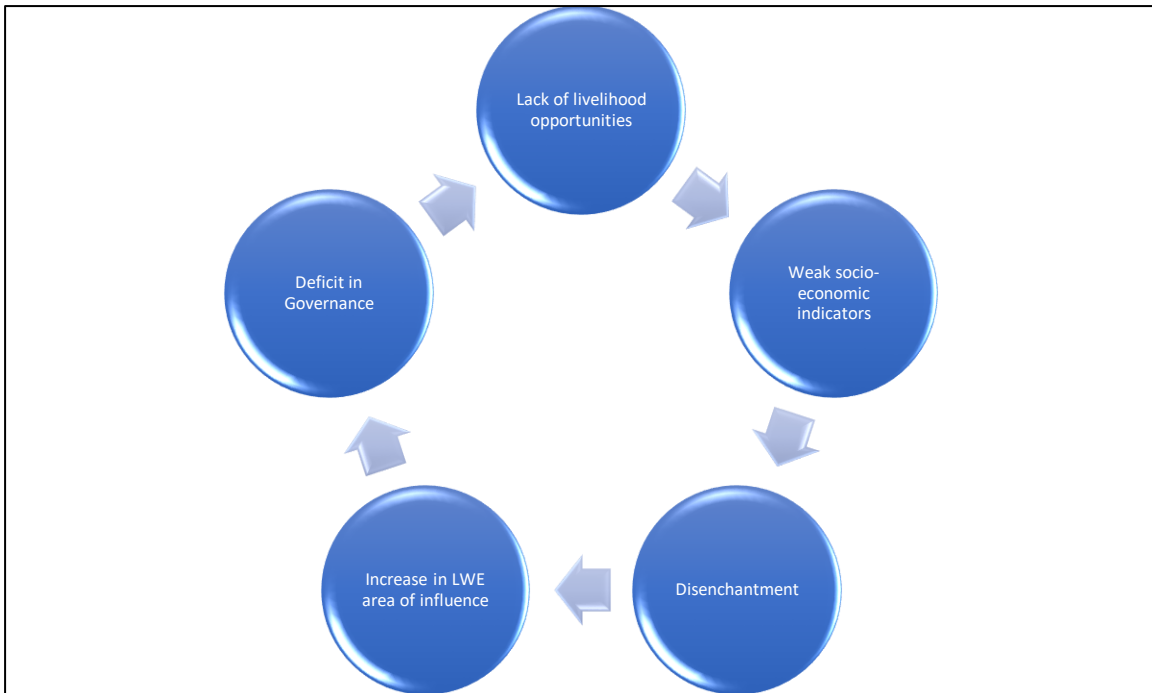 Lack of livelihood
opportunities
Weak socio-
economic
indicators
Disenchantment
Increase in LWE
area of influence
Deficit in
Governance